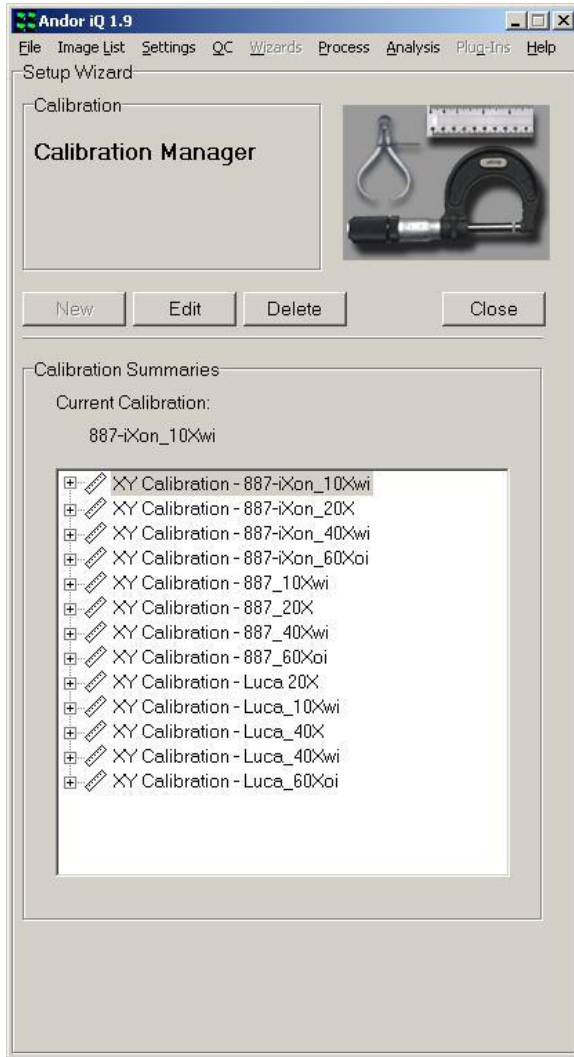 Andor iQ 1.9
File Image List Settings QC Wizards Process Analysis Plug-Ins Help
Setup Wizard
Calibration
Calibration Manager
New Edit Delete Close
Calibration Summaries
Current Calibration:
887-iXon_10Xwi
XY Calibration - 887-iXon_10Xwi
XY Calibration - 887-iXon_20X
XY Calibration - 887-iXon_40Xwi
XY Calibration - 887-iXon_60Xoi
XY Calibration - 887_10Xwi
XY Calibration - 887_20X
XY Calibration - 887_40Xwi
XY Calibration - 887_60Xoi
XY Calibration - Luca 20X
XY Calibration - Luca_10Xwi
XY Calibration - Luca_40X
XY Calibration - Luca_40Xwi
XY Calibration - Luca_60Xoi